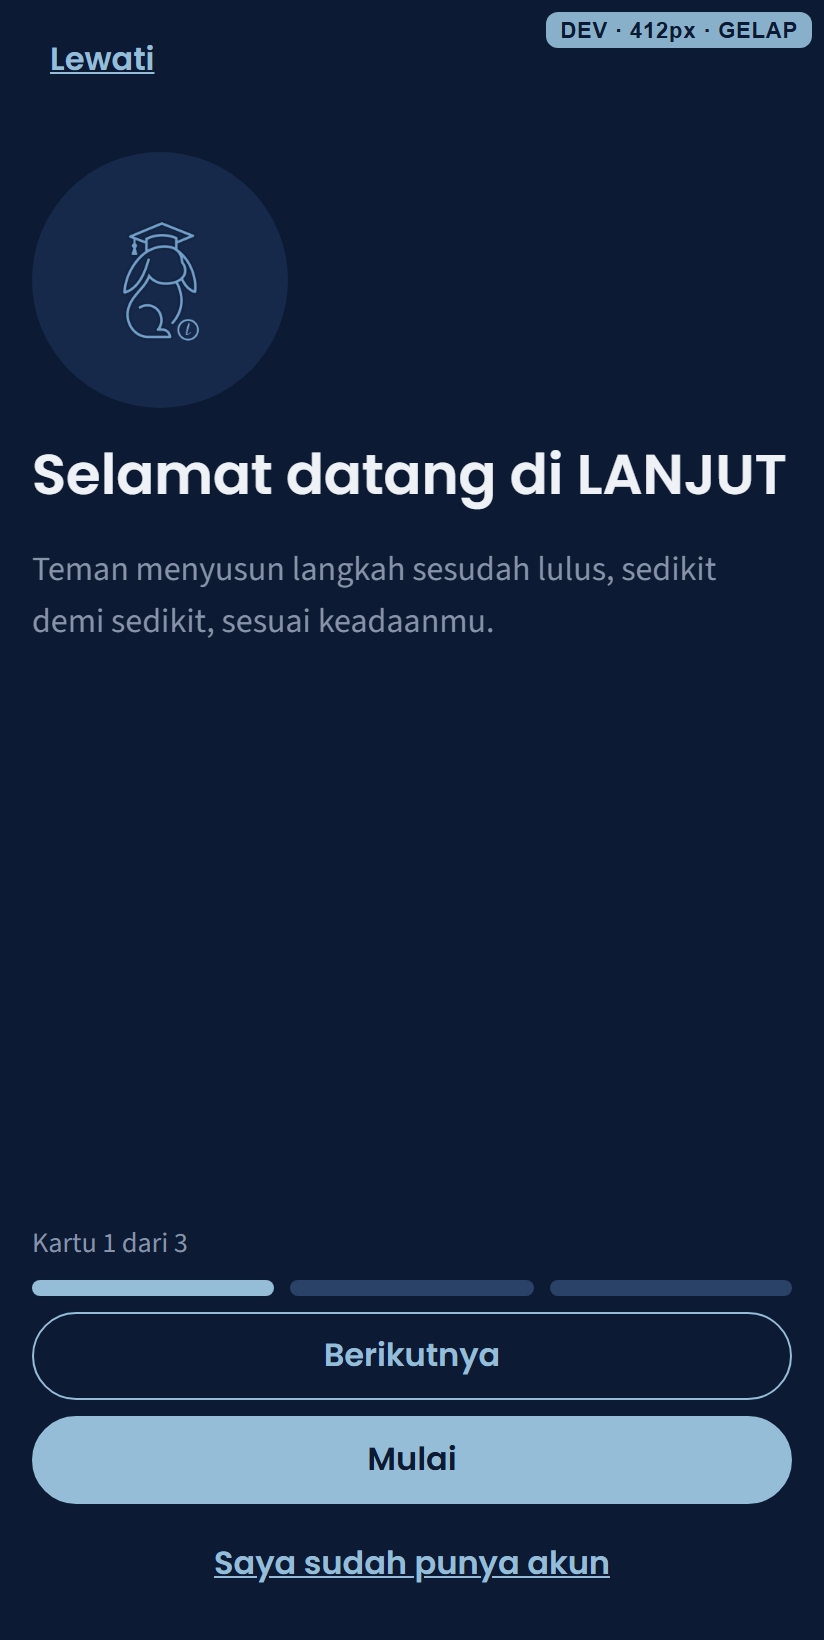 DEV · 412px · GELAP
Lewati
Selamat datang di LANJUT
Teman menyusun langkah sesudah lulus, sedikit
demi sedikit, sesuai keadaanmu.
Kartu 1 dari 3
Berikutnya
Mulai
Saya sudah punya akun